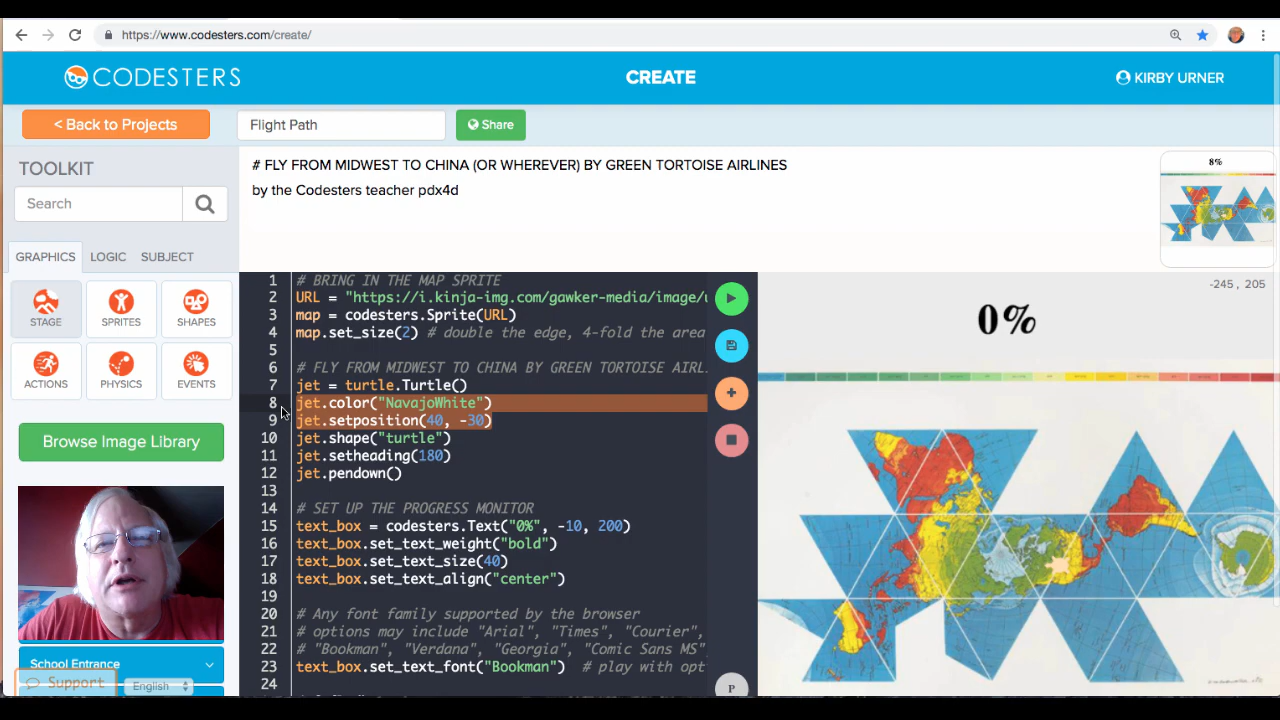 https://www.codesters.com/create/
CODESTERS
CREATE
KIRBY URNER
< Back to Projects
Flight Path
Share
TOOLKIT
Search
GRAPHICS
LOGIC
SUBJECT
STAGE
SPRITES
SHAPES
ACTIONS
PHYSICS
EVENTS
Browse Image Library
School Entrance
Support
English
# FLY FROM MIDWEST TO CHINA (OR WHEREVER) BY GREEN TORTOISE AIRLINES
by the Codesters teacher pdx4d
8%
1 # BRING IN THE MAP SPRITE
2 URL = "https://i.kinja-img.com/gawker-media/image/u
3 map = codesters.Sprite(URL)
4 map.set_size(2) # double the edge, 4-fold the area
5
6 # FLY FROM MIDWEST TO CHINA BY GREEN TORTOISE AIRL
7 jet = turtle.Turtle()
8 jet.color("NavajoWhite")
9 jet.setposition(40, -30)
10 jet.shape("turtle")
11 jet.setheading(180)
12 jet.pendown()
13
14 # SET UP THE PROGRESS MONITOR
15 text_box = codesters.Text("0%", -10, 200)
16 text_box.set_text_weight("bold")
17 text_box.set_text_size(40)
18 text_box.set_text_align("center")
19
20 # Any font family supported by the browser
21 # options may include "Arial", "Times", "Courier",
22 # "Bookman", "Verdana", "Georgia", "Comic Sans MS"
23 text_box.set_text_font("Bookman") # play with opt
24
P
-245, 205
0%